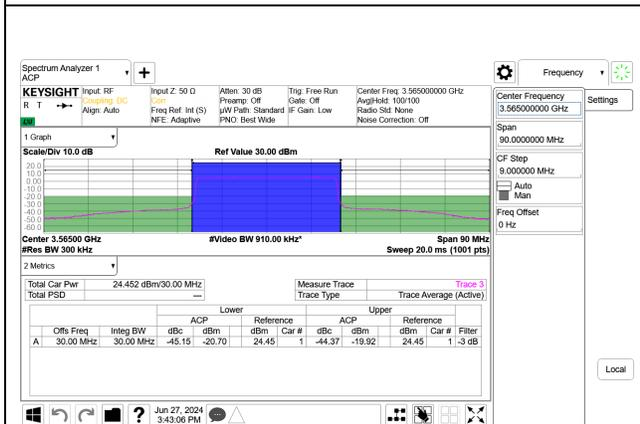 Spectrum Analyzer 1
ACP
Frequency
KEYSIGHT Input: RF Input Z: 50 Ω Atten: 30 dB Trig: Free Run Center Freq: 3.565000000 GHz
R T Coupling: DC Corr Preamp: Off Gate: Off Avg|Hold: 100/100
Align: Auto Freq Ref: Int (S) µW Path: Standard IF Gain: Low Radio Std: None
LXI NFE: Adaptive PNO: Best Wide Noise Correction: Off
Center Frequency
3.565000000 GHz
Settings
Span
90.0000000 MHz
CF Step
9.000000 MHz
Auto
Man
Freq Offset
0 Hz
Local
1 Graph
Scale/Div 10.0 dB Ref Value 30.00 dBm
20.0
10.0
0.00
-10.0
-20.0
-30.0
-40.0
-50.0
-60.0
Center 3.56500 GHz #Video BW 910.00 kHz* Span 90 MHz
#Res BW 300 kHz Sweep 20.0 ms (1001 pts)
2 Metrics
Total Car Pwr 24.452 dBm/30.00 MHz Measure Trace Trace 3
Total PSD --- Trace Type Trace Average (Active)
Lower Upper
ACP Reference ACP Reference
Offs Freq Integ BW dBc dBm dBm Car # dBc dBm dBm Car # Filter
A 30.00 MHz 30.00 MHz -45.15 -20.70 24.45 1 -44.37 -19.92 24.45 1 -3 dB
? Jun 27, 2024
3:43:06 PM